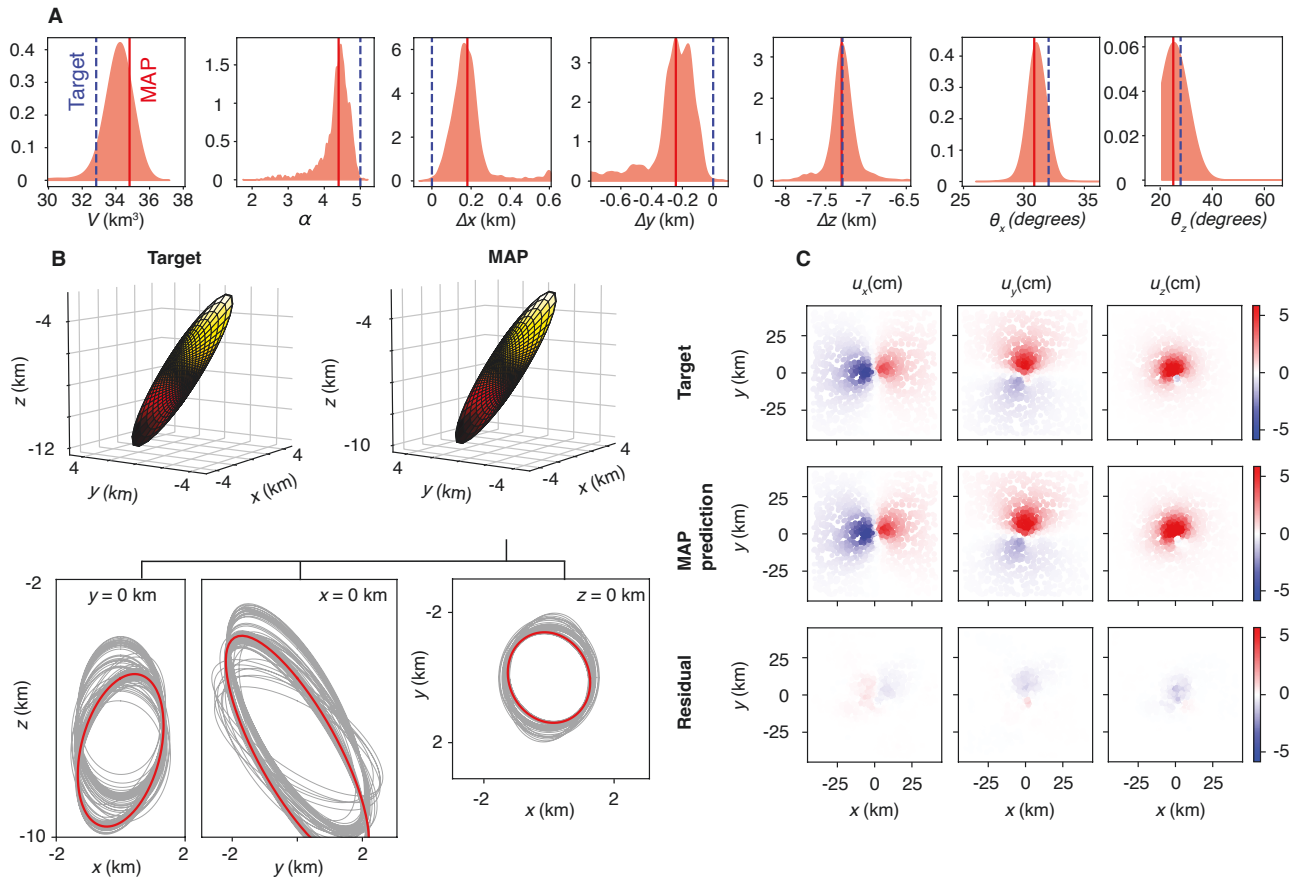 A
0.4
0.3
0.2
0.1
0
30
32
34
36
V (km³)
Target
MAP
1.5
1
0.5
0
2
3
4
5
α
6
4
2
0
0
0.2
0.4
0.6
Δx (km)
3
2
1
0
-0.6
-0.4
-0.2
0
Δy (km)
3
2
1
0
-8
-7.5
-7
-6.5
Δz (km)
0.4
0.3
0.2
0.1
0
25
30
35
θx (degrees)
0.06
0.04
0.02
0
20
40
60
θz (degrees)
B
Target
MAP
-4
-12
z (km)
4
-4
y (km)
-4
4
x (km)
-4
-10
z (km)
4
-4
y (km)
-4
4
x (km)
-2
-10
z (km)
y = 0 km
-2
2
x (km)
x = 0 km
-2
2
y (km)
z = 0 km
-2
2
y (km)
-2
2
x (km)
C
ux(cm)
uy(cm)
uz(cm)
Target
25
0
-25
y (km)
5
0
-5
MAP
prediction
25
0
-25
y (km)
5
0
-5
Residual
25
0
-25
y (km)
5
0
-5
-25
0
25
x (km)
-25
0
25
x (km)
-25
0
25
x (km)